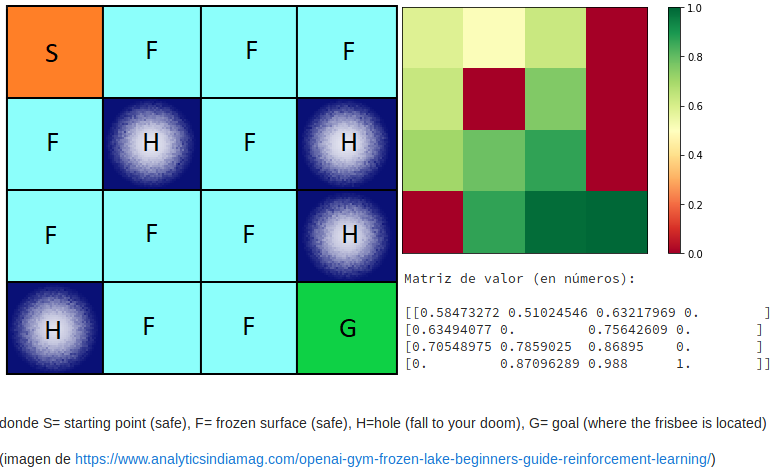 S F F F
F H F H
F F F H
H F F G
1.0
0.8
0.6
0.4
0.2
0.0
Matriz de valor (en números):
[[0.58473272 0.51024546 0.63217969 0. ]
[0.63494077 0. 0.75642609 0. ]
[0.70548975 0.7859025 0.86895 0. ]
[0. 0.87096289 0.988 1. ]]
donde S= starting point (safe), F= frozen surface (safe), H=hole (fall to your doom), G= goal (where the frisbee is located)
(imagen de https://www.analyticsindiamag.com/openai-gym-frozen-lake-beginners-guide-reinforcement-learning/)